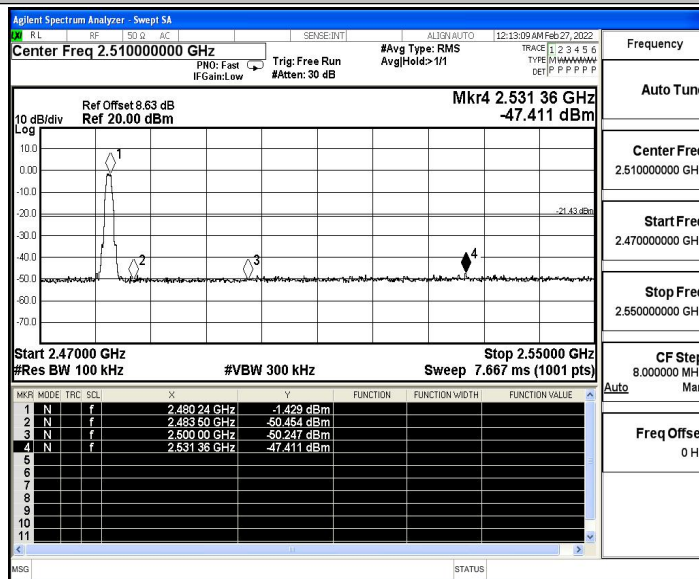 Agilent Spectrum Analyzer - Swept SA
RL RF 50 Ω AC SENSE:INT ALIGN AUTO 12:13:09 AM Feb 27, 2022
Center Freq 2.510000000 GHz
PNO: Fast
IFGain:Low
Trig: Free Run
#Atten: 30 dB
#Avg Type: RMS
Avg|Hold:>1/1
TRACE 1 2 3 4 5 6
TYPE MWWWWW
DET P P P P P P
Frequency
Auto Tune
Center Freq
2.510000000 GHz
Start Freq
2.470000000 GHz
Stop Freq
2.550000000 GHz
CF Step
8.000000 MHz
Auto Man
Freq Offset
0 Hz
Mkr4 2.531 36 GHz
-47.411 dBm
Ref Offset 8.63 dB
10 dB/div Ref 20.00 dBm
Log
10.0
0.00
-10.0
-20.0
-30.0
-40.0
-50.0
-60.0
-70.0
1
2
3
4
-21.43 dBm
Start 2.47000 GHz Stop 2.55000 GHz
#Res BW 100 kHz #VBW 300 kHz Sweep 7.667 ms (1001 pts)
MKR MODE TRC SCL X Y FUNCTION FUNCTION WIDTH FUNCTION VALUE
1 N f 2.480 24 GHz -1.429 dBm
2 N f 2.483 50 GHz -50.454 dBm
3 N f 2.500 00 GHz -50.247 dBm
4 N f 2.531 36 GHz -47.411 dBm
5
6
7
8
9
10
11
MSG STATUS